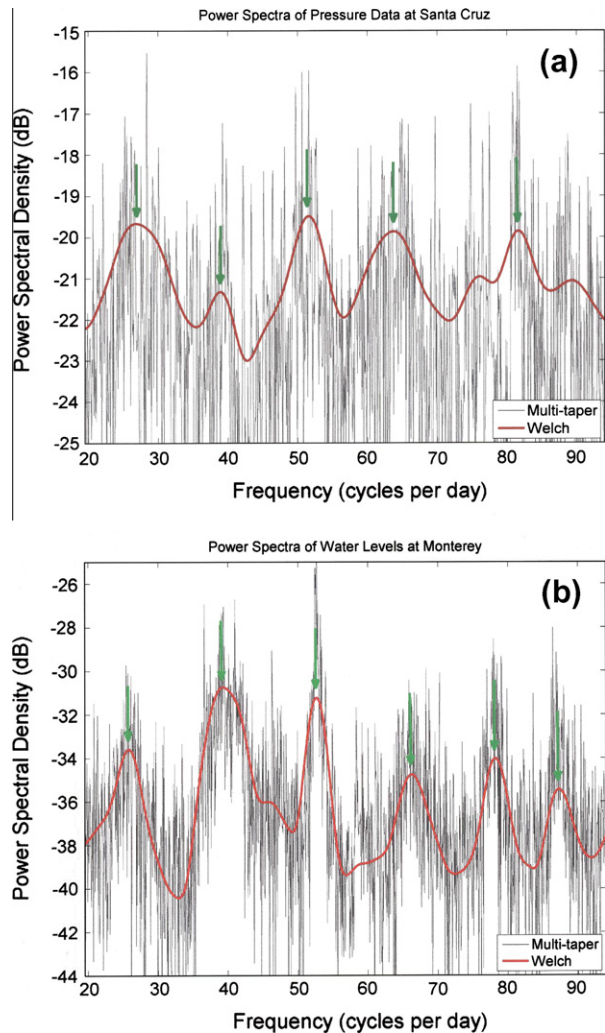 Power Spectra of Pressure Data at Santa Cruz
-15
(a)
-16
-17
-18
-19
-20
-21
-22
-23
-24
-25
Power Spectral Density (dB)
Multi-taper
Welch
20 30 40 50 60 70 80 90
Frequency (cycles per day)
Power Spectra of Water Levels at Monterey
-26
(b)
-28
-30
-32
-34
-36
-38
-40
-42
-44
Power Spectral Density (dB)
Multi-taper
Welch
20 30 40 50 60 70 80 90
Frequency (cycles per day)